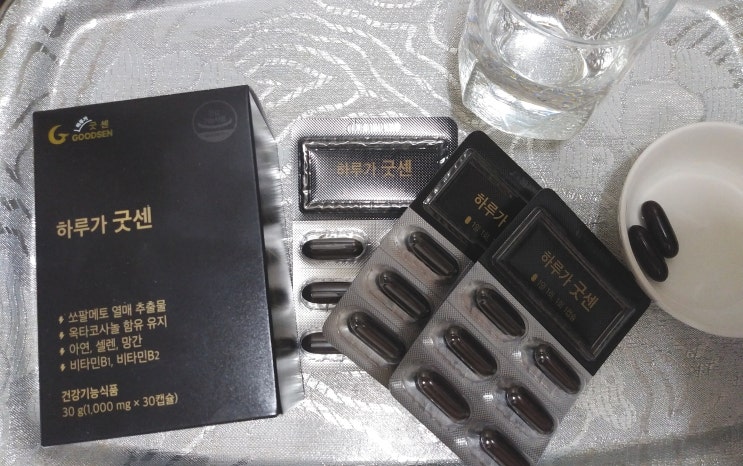 굿센
GOODSEN
하루가 굿센
쏘팔메토 열매 추출물
옥타코사놀 함유 유지
아연, 셀렌, 망간
비타민B1, 비타민B2
건강기능식품
30 g(1,000 mg × 30캡슐)
하루가 굿센
하루가 굿센
하루가 굿센